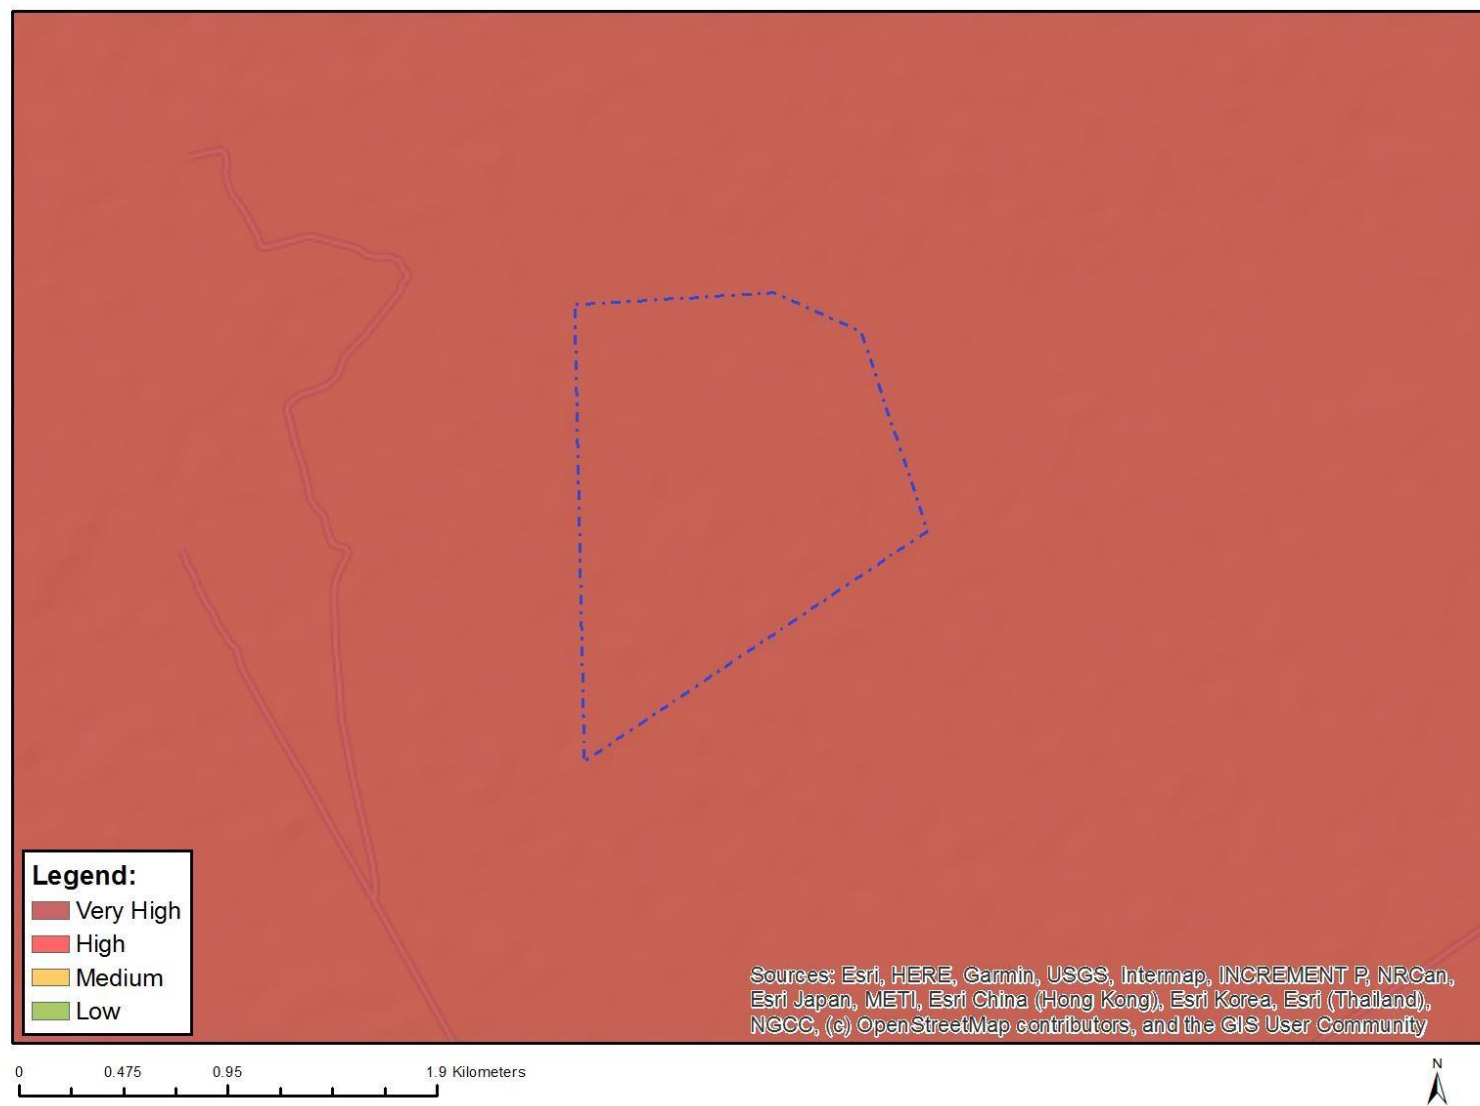 Legend:
Very High
High
Medium
Low
Sources: Esri, HERE, Garmin, USGS, Intermap, INCREMENT P, NRCan,
Esri Japan, METI, Esri China (Hong Kong), Esri Korea, Esri (Thailand),
NGCC, (c) OpenStreetMap contributors, and the GIS User Community
0 0.475 0.95 1.9 Kilometers
N